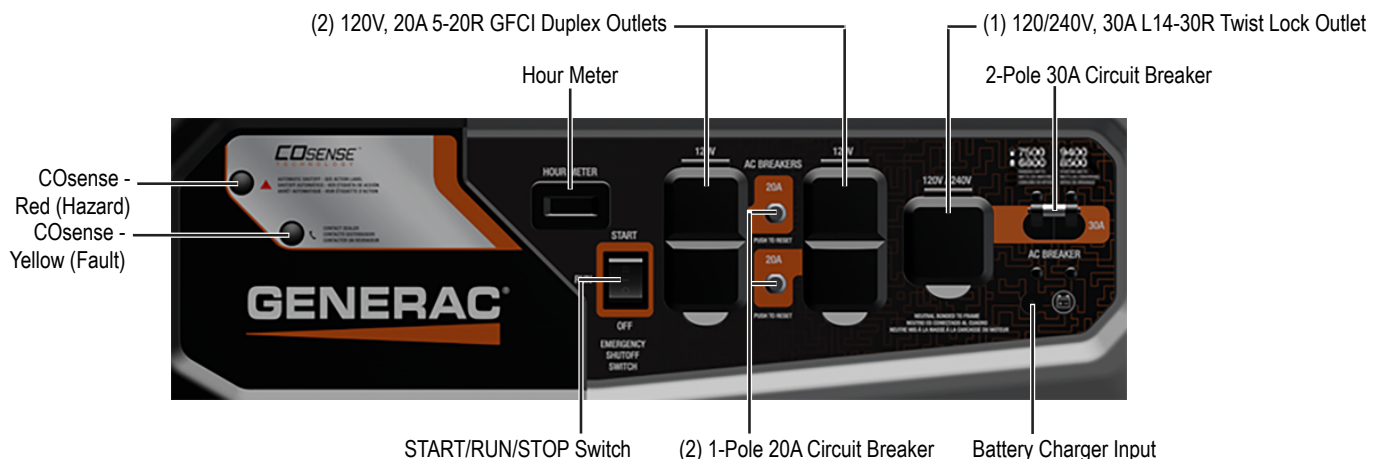 (2) 120V, 20A 5-20R GFCI Duplex Outlets
(1) 120/240V, 30A L14-30R Twist Lock Outlet
Hour Meter
2-Pole 30A Circuit Breaker
COsense -
Red (Hazard)
COsense -
Yellow (Fault)
COSENSE™
TECHNOLOGY
CONTACT DEALER
GENERAC®
HOUR METER
START
OFF
EMERGENCY
SHUTOFF
SWITCH
120V
AC BREAKERS
20A
PUSH TO RESET
20A
PUSH TO RESET
120V
120V / 240V
NEUTRAL BONDED TO FRAME
7500 9400
6800 8500
30A
AC BREAKER
START/RUN/STOP Switch
(2) 1-Pole 20A Circuit Breaker
Battery Charger Input